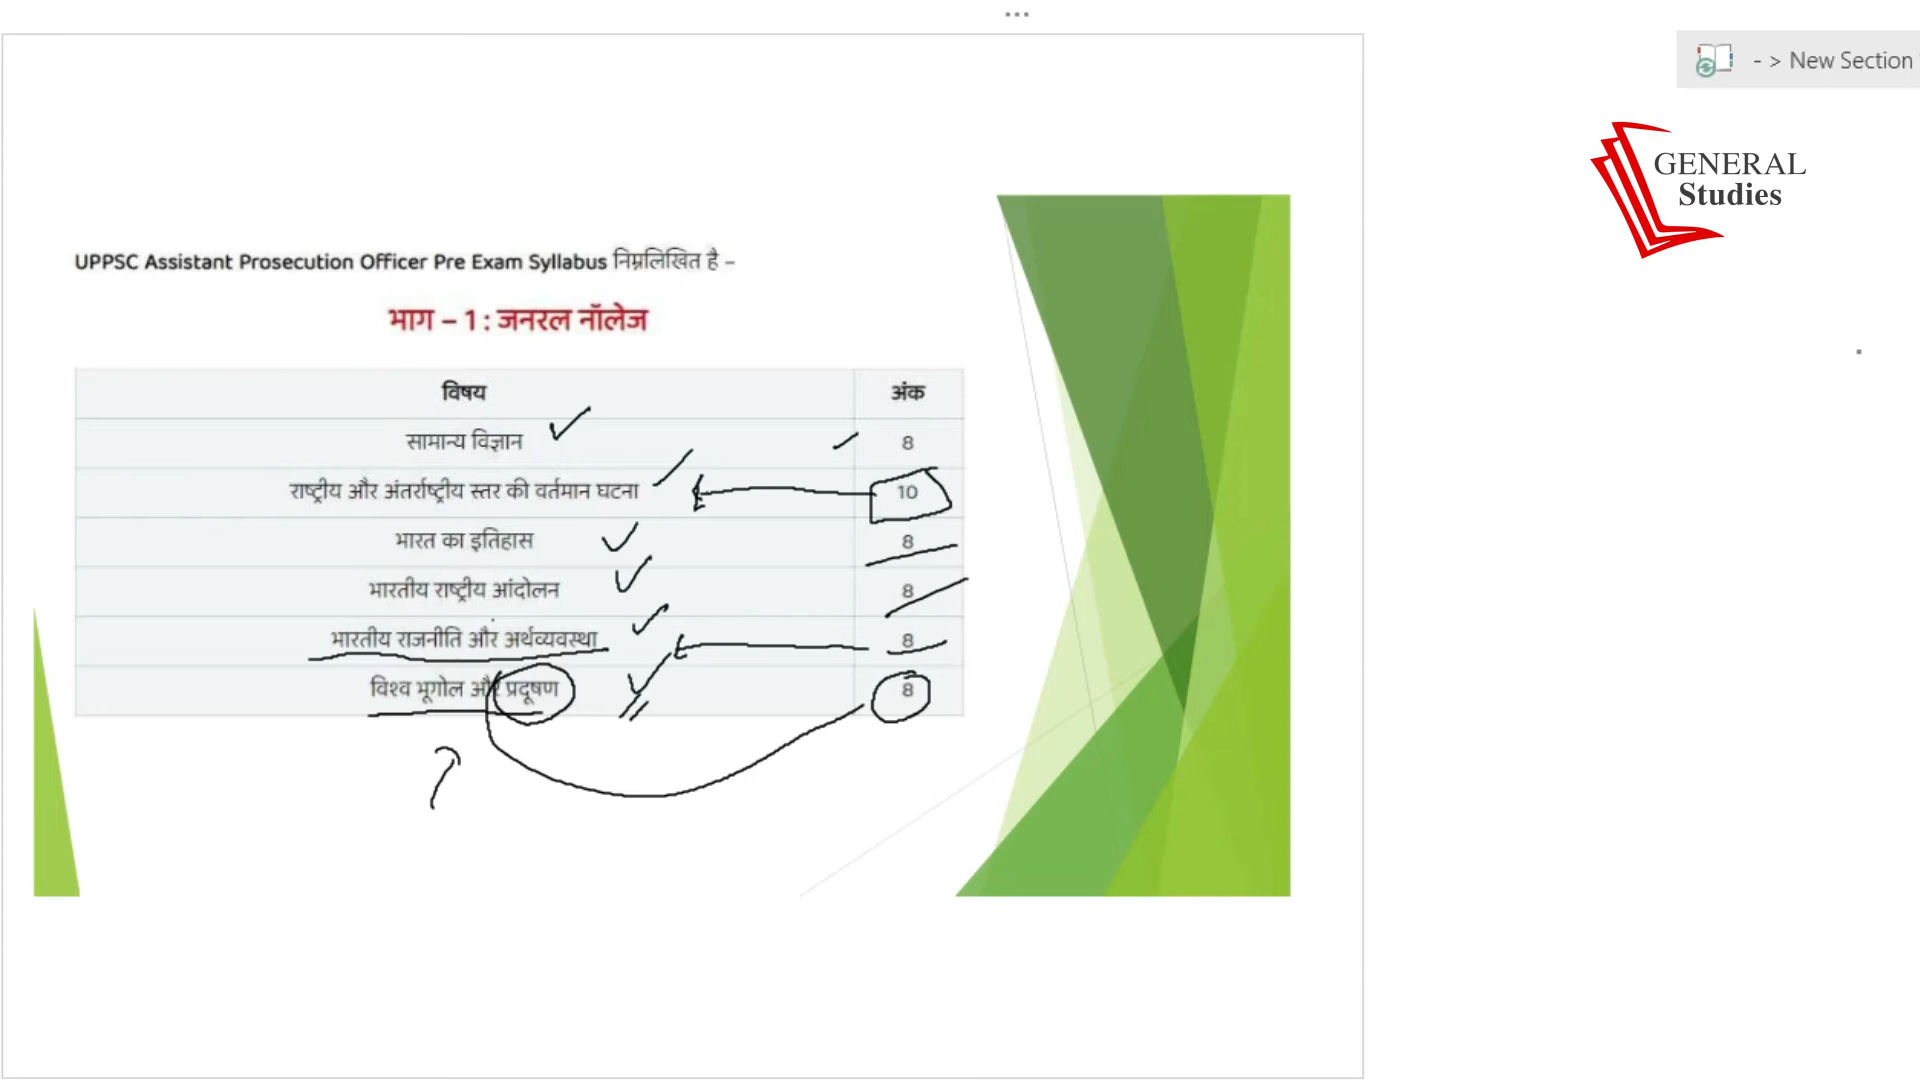 - > New Section
GENERAL
Studies
UPPSC Assistant Prosecution Officer Pre Exam Syllabus निम्नलिखित है –
भाग – 1 : जनरल नॉलेज
विषय अंक
सामान्य विज्ञान 8
राष्ट्रीय और अंतर्राष्ट्रीय स्तर की वर्तमान घटना 10
भारत का इतिहास 8
भारतीय राष्ट्रीय आंदोलन 8
भारतीय राजनीति और अर्थव्यवस्था 8
विश्व भूगोल और प्रदूषण 8